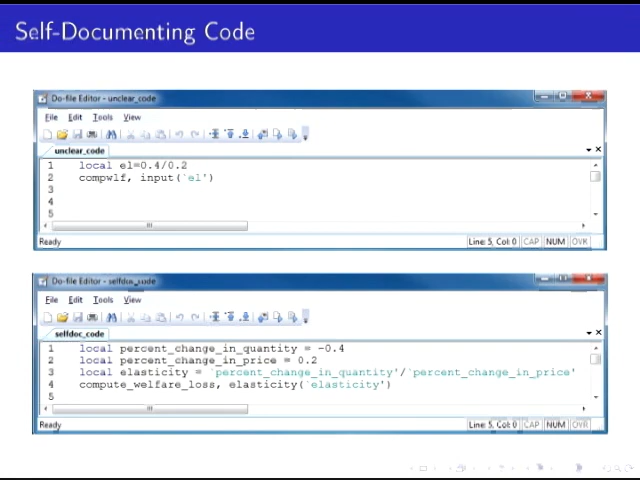 Self-Documenting Code
Do-file Editor - unclear_code
File Edit Tools View
unclear_code
1 local el=0.4/0.2
2 compwlf, input(`el')
3
4
5
Ready Line: 5, Col: 0 CAP NUM OVR
Do-file Editor - selfdoc_code
File Edit Tools View
selfdoc_code
1 local percent_change_in_quantity = -0.4
2 local percent_change_in_price = 0.2
3 local elasticity = `percent_change_in_quantity'/`percent_change_in_price'
4 compute_welfare_loss, elasticity(`elasticity')
5
Ready Line: 5, Col: 0 CAP NUM OVR